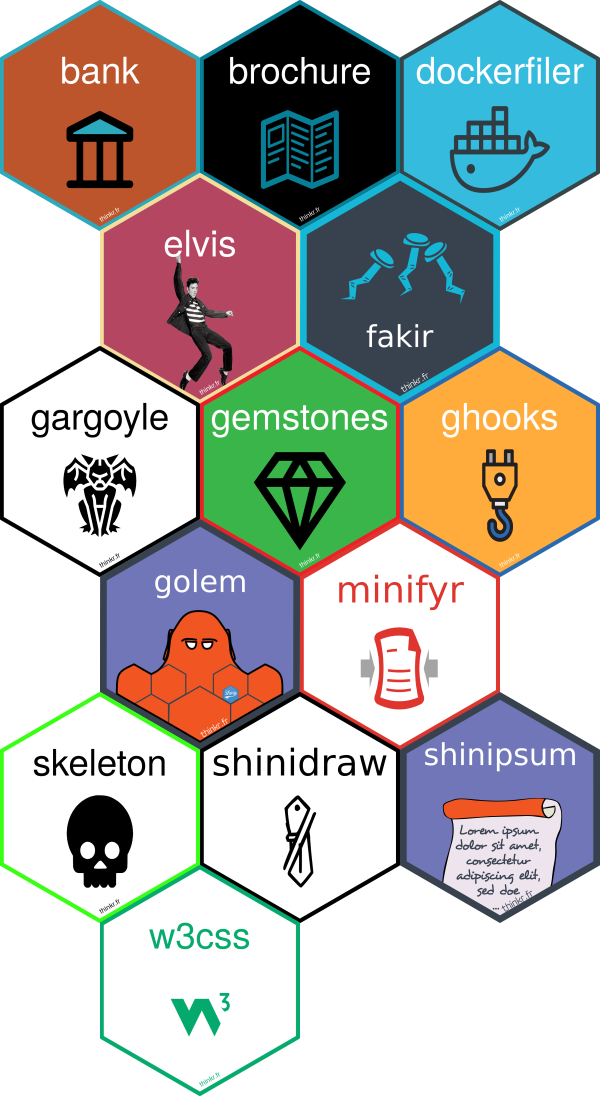 bank
thinkr.fr
brochure
thinkr.fr
dockerfiler
thinkr.fr
elvis
thinkr.fr
fakir
thinkr.fr
gargoyle
thinkr.fr
gemstones
thinkr.fr
ghooks
thinkr.fr
golem
Shiny
thinkr.fr
minifyr
skeleton
thinkr.fr
shinidraw
shinipsum
Lorem ipsum
dolor sit amet,
consectetur
adipiscing elit,
sed doe
... thinkr.fr
w3css
3
thinkr.fr